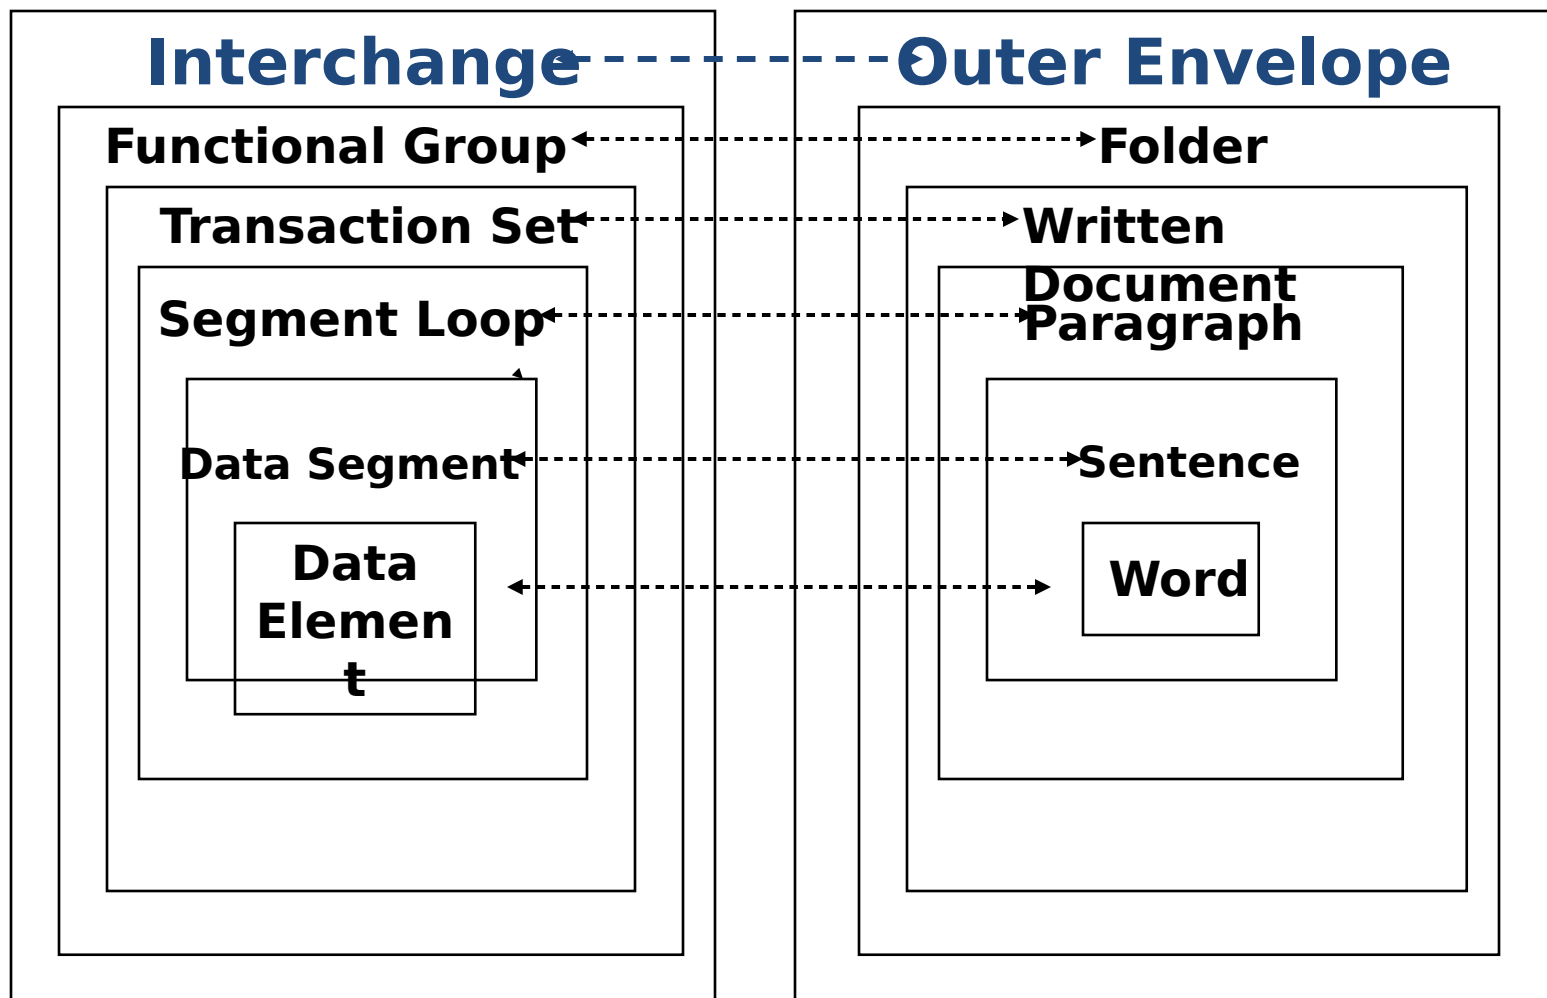 Interchange
Outer Envelope
Functional Group
Folder
Transaction Set
Written
Document
Segment Loop
Paragraph
Data Segment
Sentence
Data
Elemen
t
Word